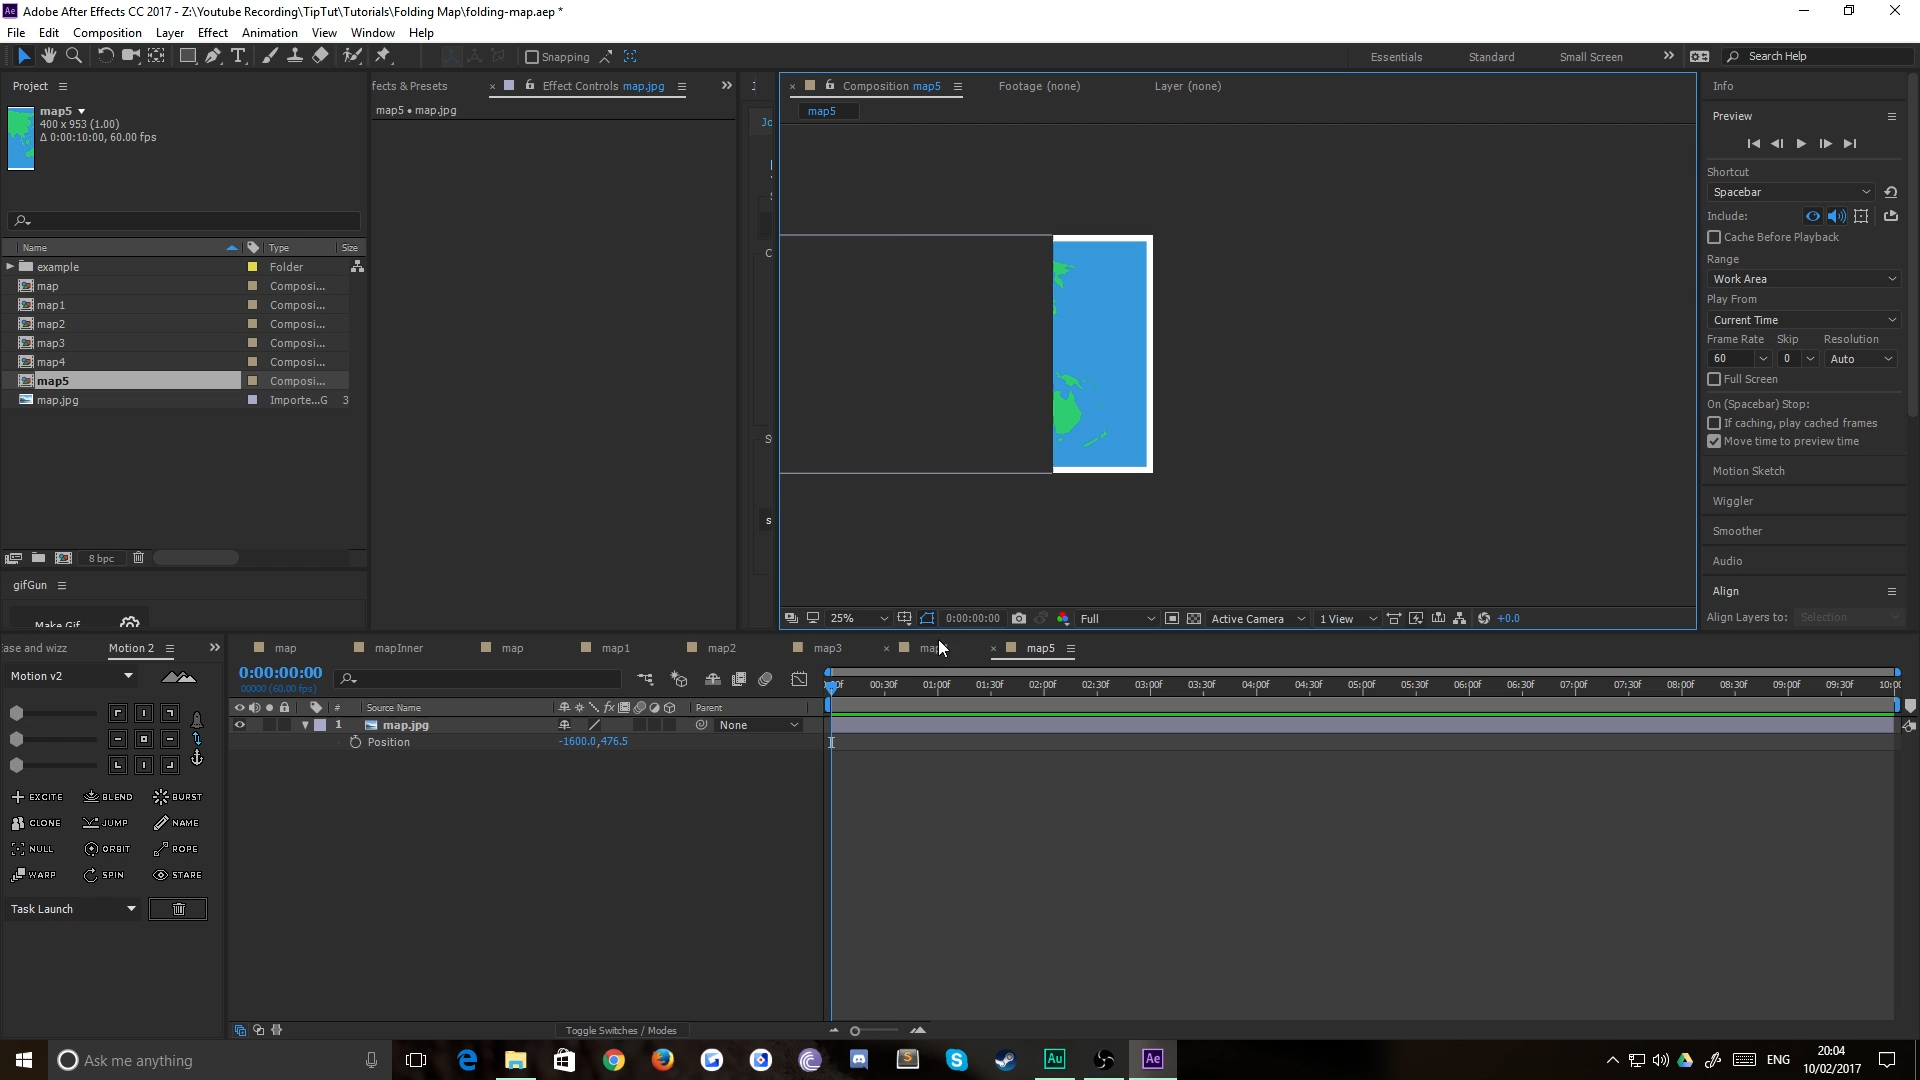 Adobe After Effects CC 2017 - Z:\Youtube Recording\TipTut\Tutorials\Folding Map\folding-map.aep *
File Edit Composition Layer Effect Animation View Window Help
Snapping
Essentials Standard Small Screen Search Help
Project
map5
400 x 953 (1.00)
Δ 0:00:10:00, 60.00 fps
Name Type Size
example Folder
map Composi...
map1 Composi...
map2 Composi...
map3 Composi...
map4 Composi...
map5 Composi...
map.jpg Importe...G 3
8 bpc
gifGun
Make Gif
fects & Presets Effect Controls map.jpg
map5 • map.jpg
Composition map5 Footage (none) Layer (none)
map5
25% 0:00:00:00 Full Active Camera 1 View +0.0
Info
Preview
Shortcut
Spacebar
Include:
Cache Before Playback
Range
Work Area
Play From
Current Time
Frame Rate Skip Resolution
60 0 Auto
Full Screen
On (Spacebar) Stop:
If caching, play cached frames
Move time to preview time
Motion Sketch
Wiggler
Smoother
Audio
Align
Align Layers to: Selection
ase and wizz Motion 2
Motion v2
EXCITE BLEND BURST
CLONE JUMP NAME
NULL ORBIT ROPE
WARP SPIN STARE
Task Launch
map mapInner map map1 map2 map3 map map5
0:00:00:00
00000 (60.00 fps)
00:30f 01:00f 01:30f 02:00f 02:30f 03:00f 03:30f 04:00f 04:30f 05:00f 05:30f 06:00f 06:30f 07:00f 07:30f 08:00f 08:30f 09:00f 09:30f 10:00
# Source Name Parent
1 map.jpg None
Position -1600.0,476.5
Toggle Switches / Modes
Ask me anything
Au
Ae
ENG
20:04
10/02/2017